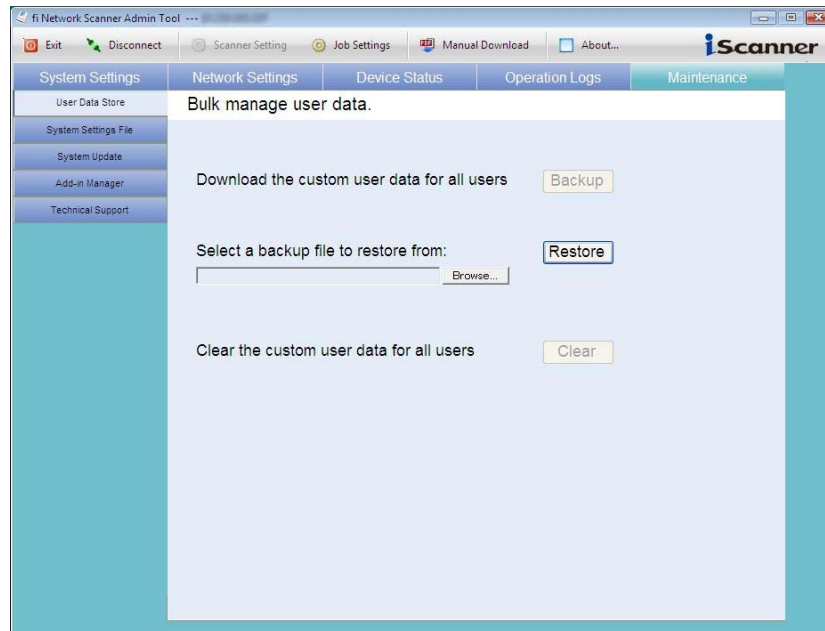 fi Network Scanner Admin Tool ---
Exit Disconnect Scanner Setting Job Settings Manual Download About... iScanner
System Settings Network Settings Device Status Operation Logs Maintenance
User Data Store
System Settings File
System Update
Add-in Manager
Technical Support
Bulk manage user data.
Download the custom user data for all users Backup
Select a backup file to restore from: Restore
Browse...
Clear the custom user data for all users Clear